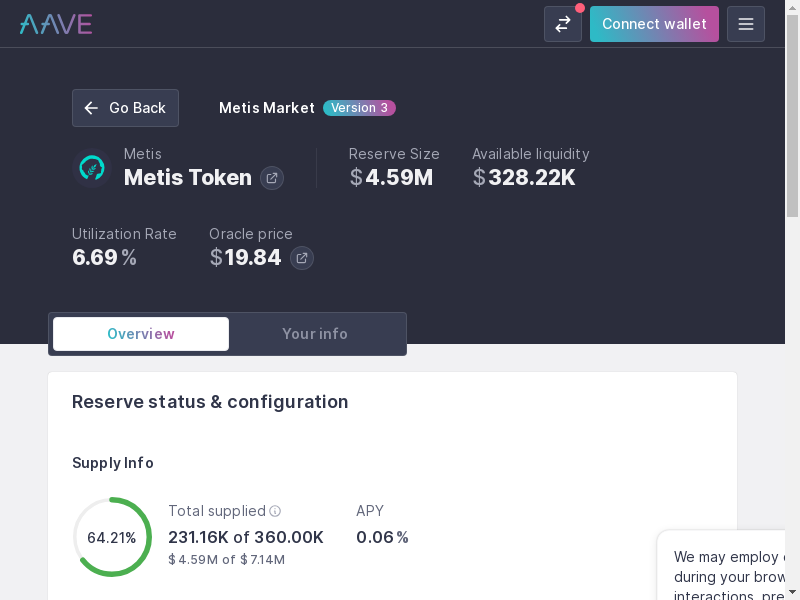 AAVE
Connect wallet
Go Back
Metis Market Version 3
Metis
Metis Token
Reserve Size
$4.59M
Available liquidity
$328.22K
Utilization Rate
6.69%
Oracle price
$19.84
Overview
Your info
Reserve status & configuration
Supply Info
64.21%
Total supplied
231.16K of 360.00K
$4.59M of $7.14M
APY
0.06%
We may employ
during your brow
interactions, pre